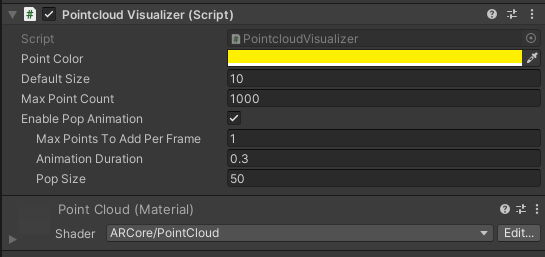 Pointcloud Visualizer (Script)
Script PointcloudVisualizer
Point Color
Default Size 10
Max Point Count 1000
Enable Pop Animation
Max Points To Add Per Frame 1
Animation Duration 0.3
Pop Size 50
Point Cloud (Material)
Shader ARCore/PointCloud Edit...